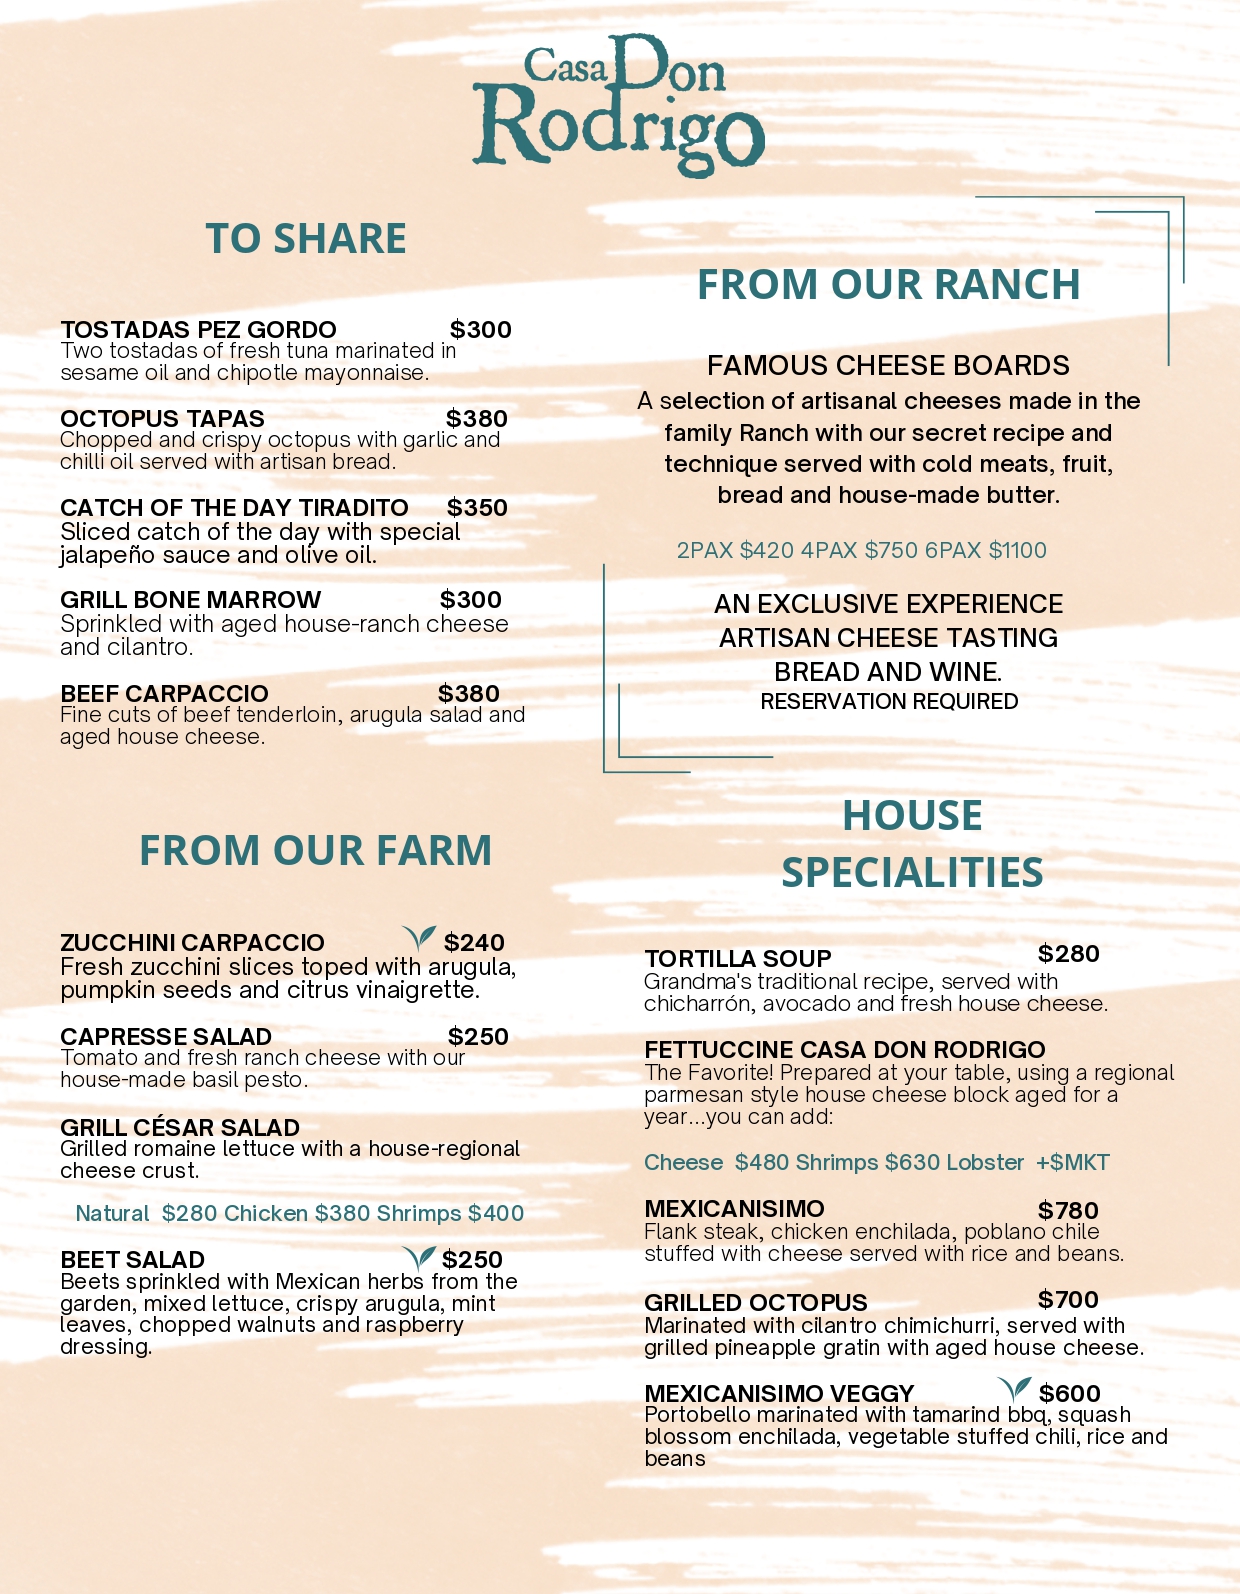 Casa Don
Rodrigo
TO SHARE
TOSTADAS PEZ GORDO $300
Two tostadas of fresh tuna marinated in
sesame oil and chipotle mayonnaise.
OCTOPUS TAPAS $380
Chopped and crispy octopus with garlic and
chilli oil served with artisan bread.
CATCH OF THE DAY TIRADITO $350
Sliced catch of the day with special
jalapeño sauce and olive oil.
GRILL BONE MARROW $300
Sprinkled with aged house-ranch cheese
and cilantro.
BEEF CARPACCIO $380
Fine cuts of beef tenderloin, arugula salad and
aged house cheese.
FROM OUR FARM
ZUCCHINI CARPACCIO $240
Fresh zucchini slices toped with arugula,
pumpkin seeds and citrus vinaigrette.
CAPRESSE SALAD $250
Tomato and fresh ranch cheese with our
house-made basil pesto.
GRILL CÉSAR SALAD
Grilled romaine lettuce with a house-regional
cheese crust.
Natural $280 Chicken $380 Shrimps $400
BEET SALAD $250
Beets sprinkled with Mexican herbs from the
garden, mixed lettuce, crispy arugula, mint
leaves, chopped walnuts and raspberry
dressing.
FROM OUR RANCH
FAMOUS CHEESE BOARDS
A selection of artisanal cheeses made in the
family Ranch with our secret recipe and
technique served with cold meats, fruit,
bread and house-made butter.
2PAX $420 4PAX $750 6PAX $1100
AN EXCLUSIVE EXPERIENCE
ARTISAN CHEESE TASTING
BREAD AND WINE.
RESERVATION REQUIRED
HOUSE
SPECIALITIES
TORTILLA SOUP $280
Grandma's traditional recipe, served with
chicharrón, avocado and fresh house cheese.
FETTUCCINE CASA DON RODRIGO
The Favorite! Prepared at your table, using a regional
parmesan style house cheese block aged for a
year...you can add:
Cheese $480 Shrimps $630 Lobster +$MKT
MEXICANISIMO $780
Flank steak, chicken enchilada, poblano chile
stuffed with cheese served with rice and beans.
GRILLED OCTOPUS $700
Marinated with cilantro chimichurri, served with
grilled pineapple gratin with aged house cheese.
MEXICANISIMO VEGGY $600
Portobello marinated with tamarind bbq, squash
blossom enchilada, vegetable stuffed chili, rice and
beans